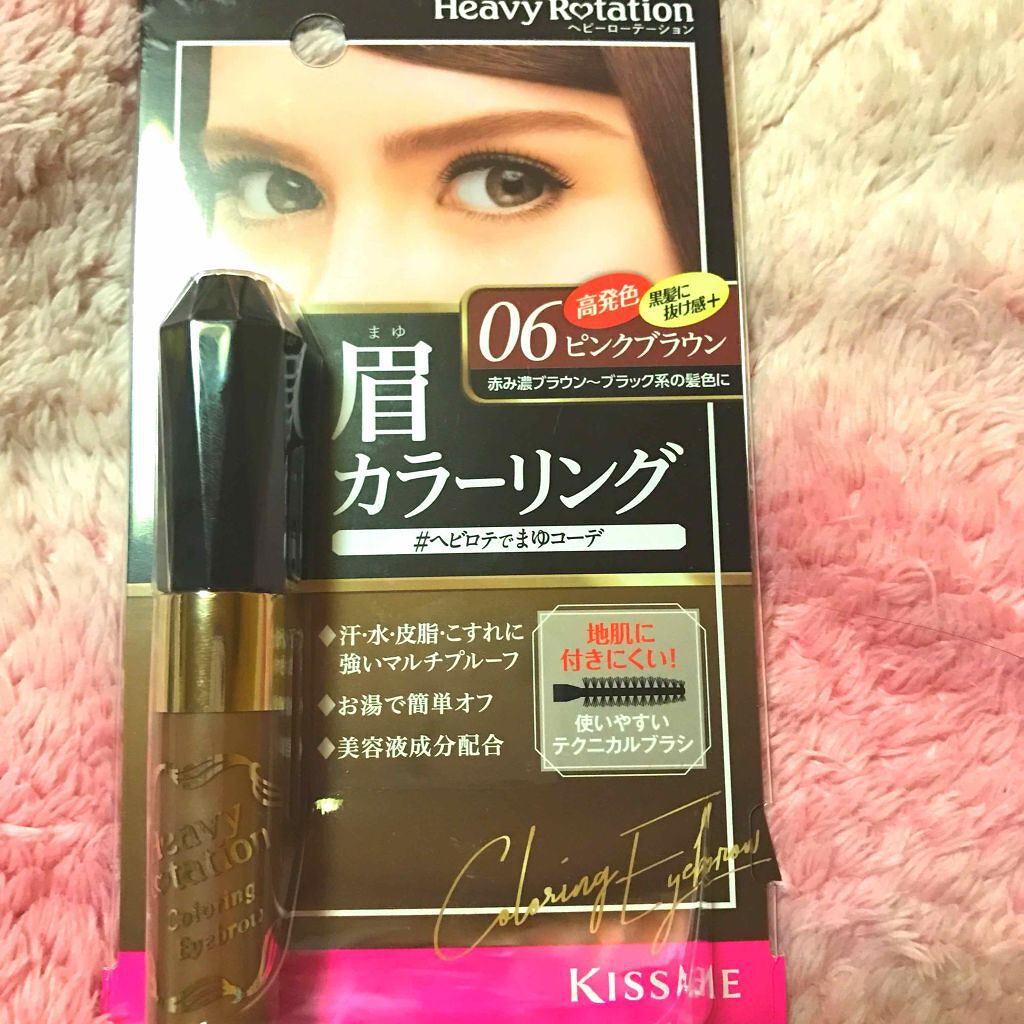 Heavy Rotation
ヘビーローテーション
高発色
黒髪に
抜け感+
06 ピンクブラウン
赤み濃ブラウン～ブラック系の髪色に
まゆ
眉
カラーリング
#ヘビロテでまゆコーデ
◆汗・水・皮脂・こすれに
強いマルチプルーフ
◆お湯で簡単オフ
◆美容液成分配合
地肌に
付きにくい!
使いやすい
テクニカルブラシ
Heavy
Rotation
Coloring
Eyebrow
Coloring Eyebrow
KISSME